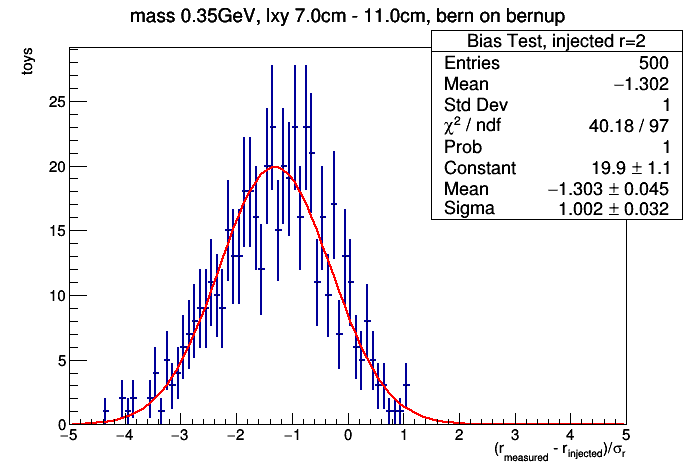 mass 0.35GeV, lxy 7.0cm - 11.0cm, bern on bernup
toys
Bias Test, injected r=2
Entries 500
Mean −1.302
Std Dev 1
χ² / ndf 40.18 / 97
Prob 1
Constant 19.9 ± 1.1
Mean −1.303 ± 0.045
Sigma 1.002 ± 0.032
25
20
15
10
5
0
−5 −4 −3 −2 −1 0 1 2 3 4 5
(r_measured - r_injected)/σ_r